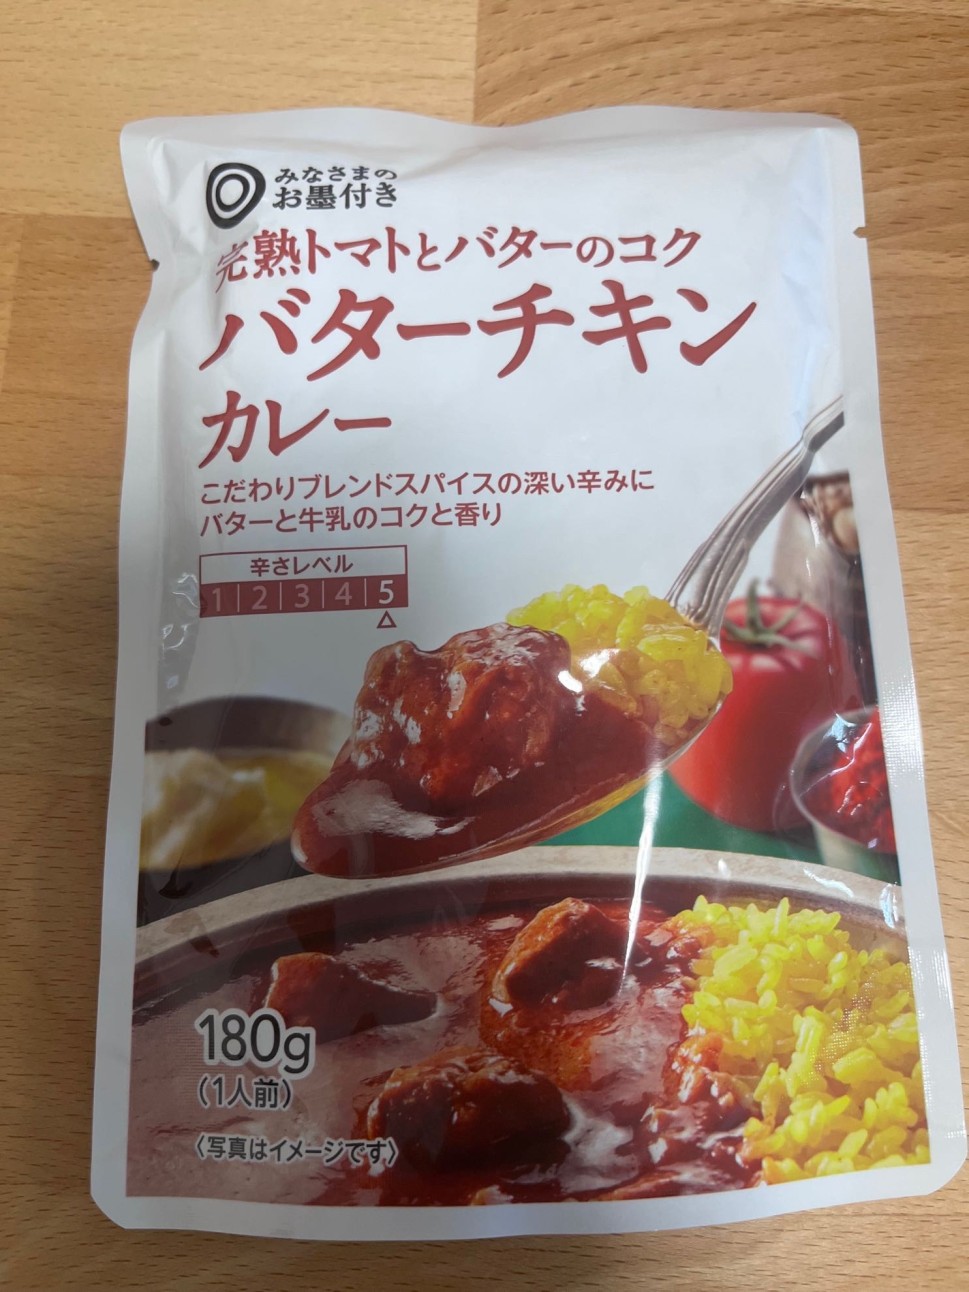 みなさまの
お墨付き
完熟トマトとバターのコク
バターチキン
カレー
こだわりブレンドスパイスの深い辛みに
バターと牛乳のコクと香り
辛さレベル
1 2 3 4 5
180g
(1人前)
〈写真はイメージです〉